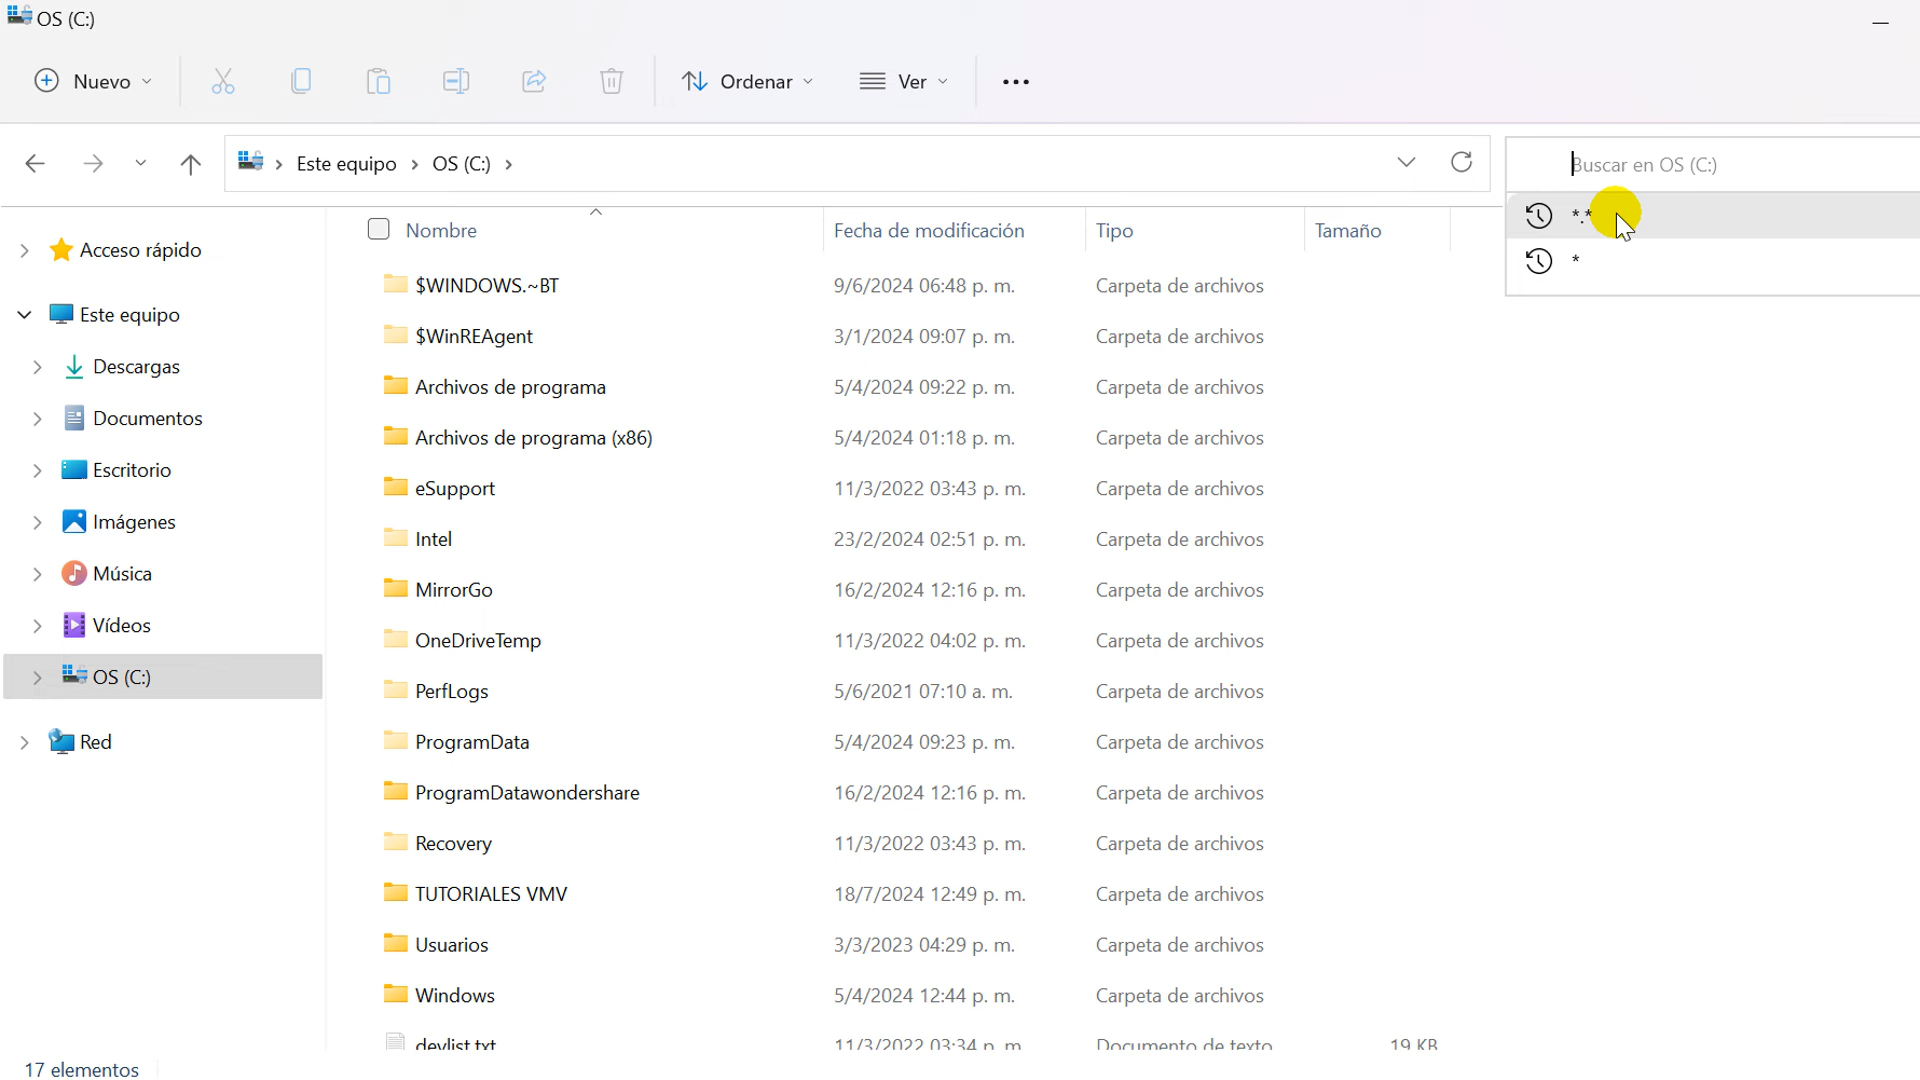 OS (C:)
Nuevo Ordenar Ver
Este equipo OS (C:)
Buscar en OS (C:)
*.*
*
Nombre Fecha de modificación Tipo Tamaño
Acceso rápido
Este equipo
Descargas
Documentos
Escritorio
Imágenes
Música
Vídeos
OS (C:)
Red
$WINDOWS.~BT 9/6/2024 06:48 p. m. Carpeta de archivos
$WinREAgent 3/1/2024 09:07 p. m. Carpeta de archivos
Archivos de programa 5/4/2024 09:22 p. m. Carpeta de archivos
Archivos de programa (x86) 5/4/2024 01:18 p. m. Carpeta de archivos
eSupport 11/3/2022 03:43 p. m. Carpeta de archivos
Intel 23/2/2024 02:51 p. m. Carpeta de archivos
MirrorGo 16/2/2024 12:16 p. m. Carpeta de archivos
OneDriveTemp 11/3/2022 04:02 p. m. Carpeta de archivos
PerfLogs 5/6/2021 07:10 a. m. Carpeta de archivos
ProgramData 5/4/2024 09:23 p. m. Carpeta de archivos
ProgramDatawondershare 16/2/2024 12:16 p. m. Carpeta de archivos
Recovery 11/3/2022 03:43 p. m. Carpeta de archivos
TUTORIALES VMV 18/7/2024 12:49 p. m. Carpeta de archivos
Usuarios 3/3/2023 04:29 p. m. Carpeta de archivos
Windows 5/4/2024 12:44 p. m. Carpeta de archivos
devlist.txt 11/3/2022 03:34 p. m. Documento de texto 19 KB
17 elementos